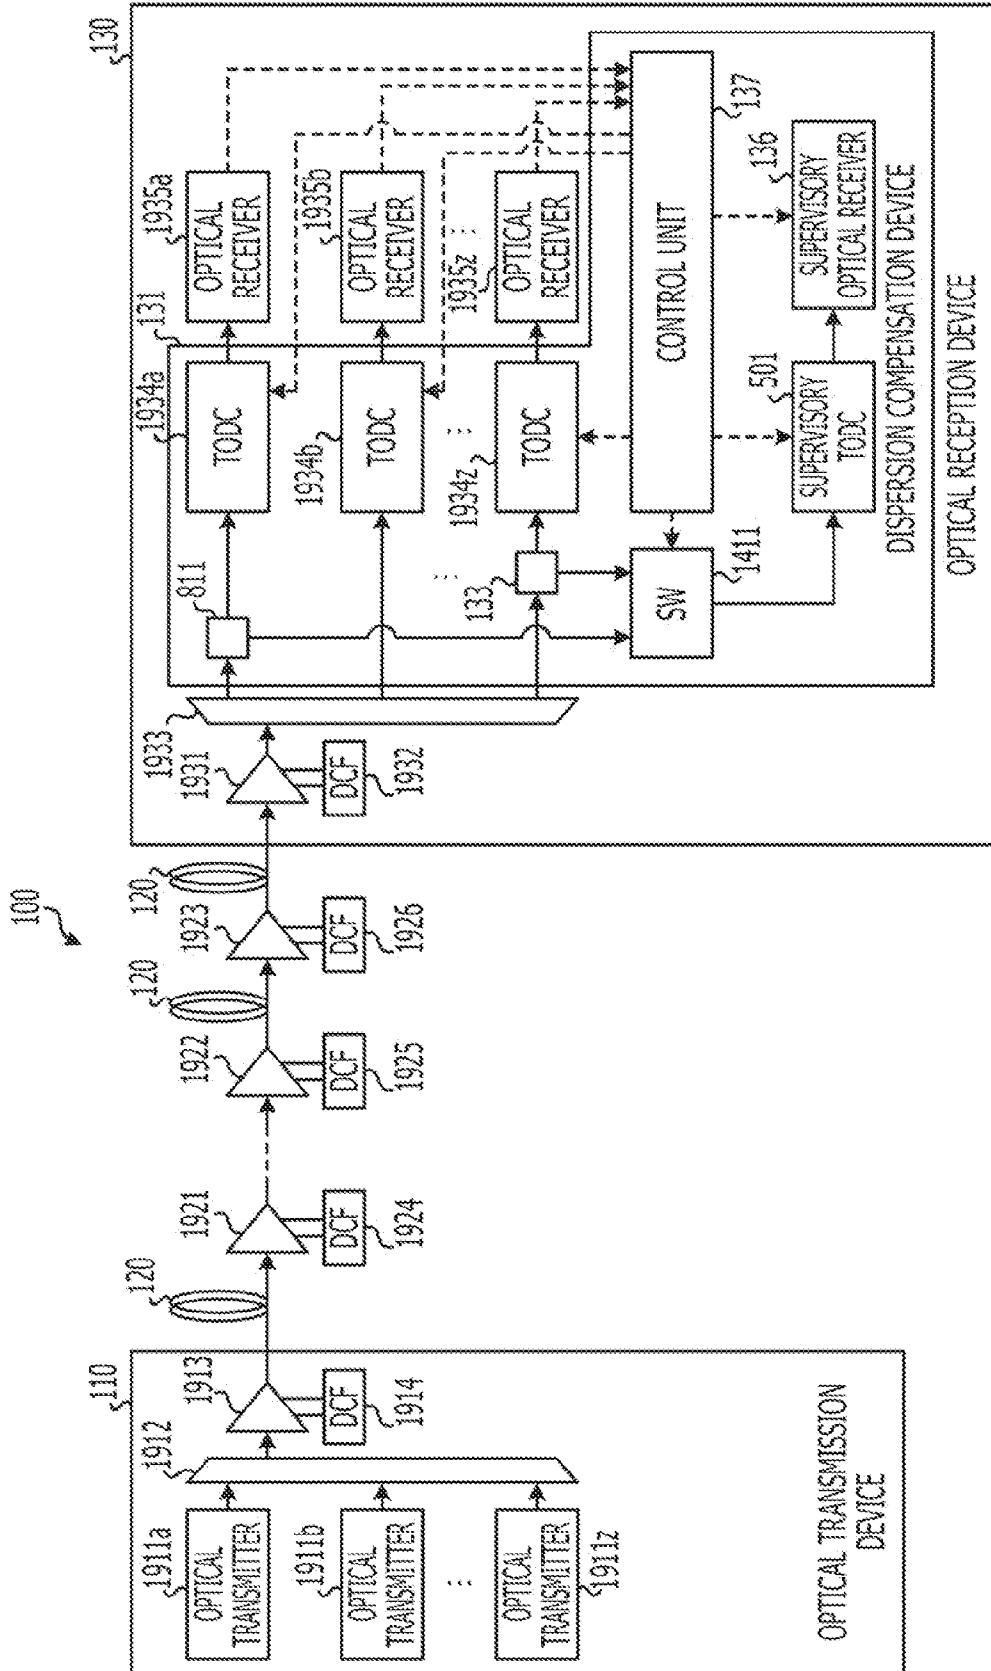 100
110
1911a
OPTICAL
TRANSMITTER
1911b
OPTICAL
TRANSMITTER
...
1911z
OPTICAL
TRANSMITTER
1912
1913
DCF
1914
OPTICAL TRANSMISSION
DEVICE
120
1921
DCF
1924
1922
DCF
1925
120
1923
DCF
1926
120
130
1931
DCF
1932
1933
131
811
133
...
1934a
TODC
1934b
TODC
...
1934z
TODC
1935a
OPTICAL
RECEIVER
1935b
OPTICAL
RECEIVER
...
1935z
OPTICAL
RECEIVER
SW
1411
CONTROL UNIT
137
501
SUPERVISORY
TODC
136
SUPERVISORY
OPTICAL RECEIVER
DISPERSION COMPENSATION DEVICE
OPTICAL RECEPTION DEVICE